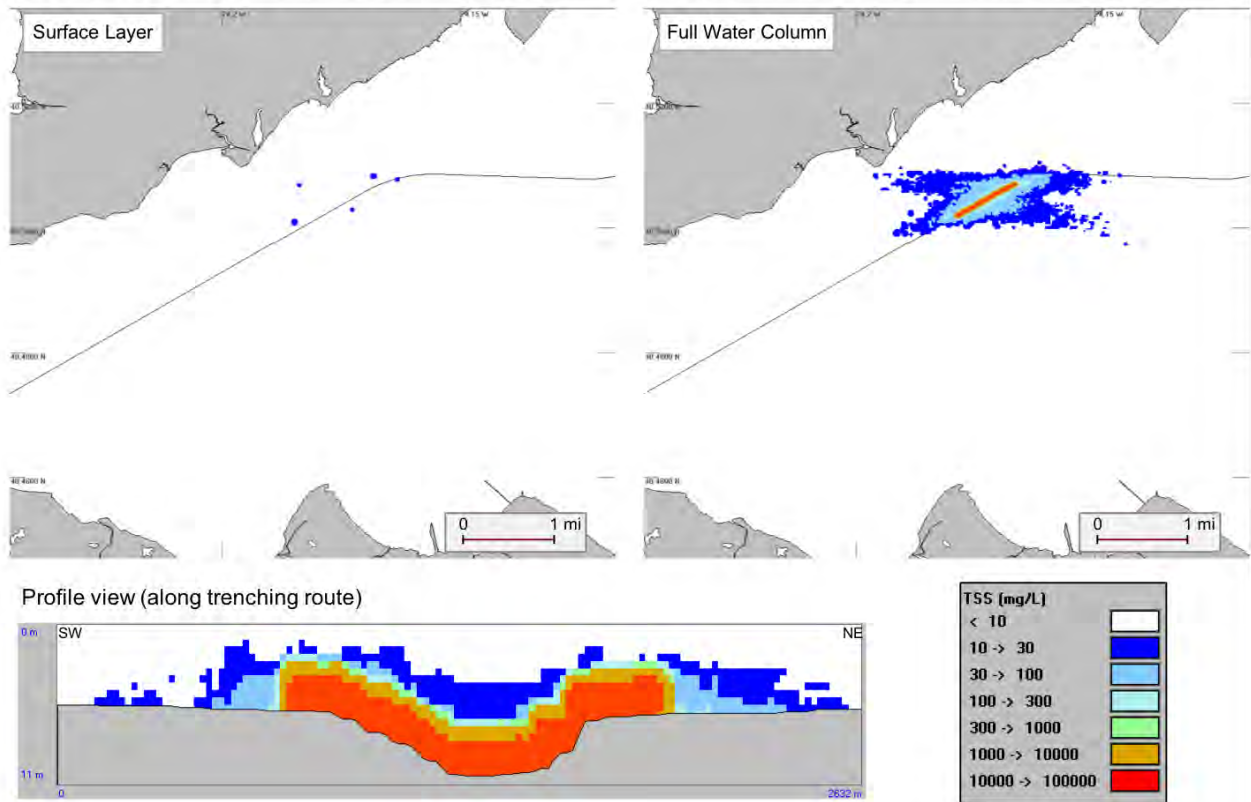 Surface Layer
Full Water Column
0 1 mi
0 1 mi
Profile view (along trenching route)
0 m
SW
NE
11 m
0
2632 m
TSS (mg/L)
< 10
10 -> 30
30 -> 100
100 -> 300
300 -> 1000
1000 -> 10000
10000 -> 100000